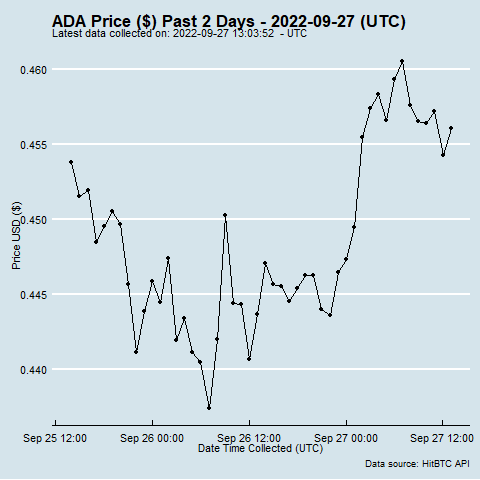 ADA Price ($) Past 2 Days - 2022-09-27 (UTC)
Latest data collected on: 2022-09-27 13:03:52 - UTC
0.460
0.455
0.450
0.445
0.440
Price USD ($)
Sep 25 12:00 Sep 26 00:00 Sep 26 12:00 Sep 27 00:00 Sep 27 12:00
Date Time Collected (UTC)
Data source: HitBTC API